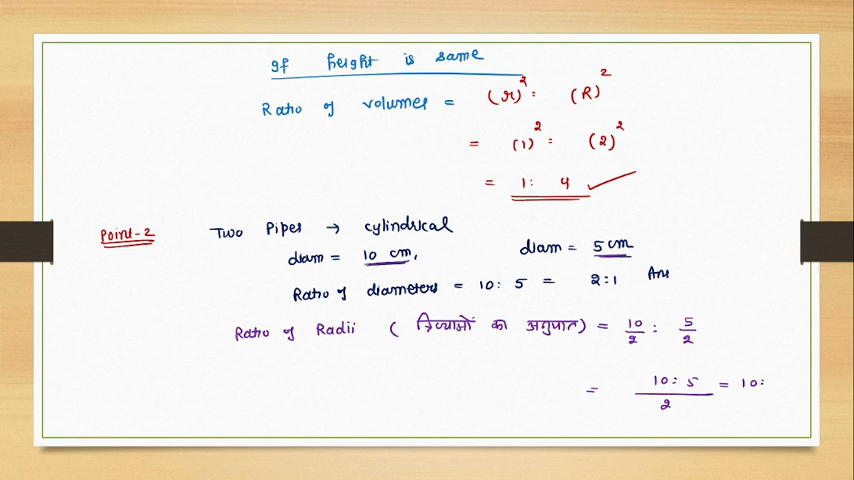 If height is same
Ratio of volumes = (r)² : (R)²
= (1)² : (2)²
= 1 : 4
Point-2 Two Pipes → cylindrical
diam = 10 cm, diam = 5 cm
Ratio of diameters = 10 : 5 = 2 : 1 Ans
Ratio of Radii ( त्रिज्याओं का अनुपात) = 10/2 : 5/2
= 10 : 5 / 2 = 10 :